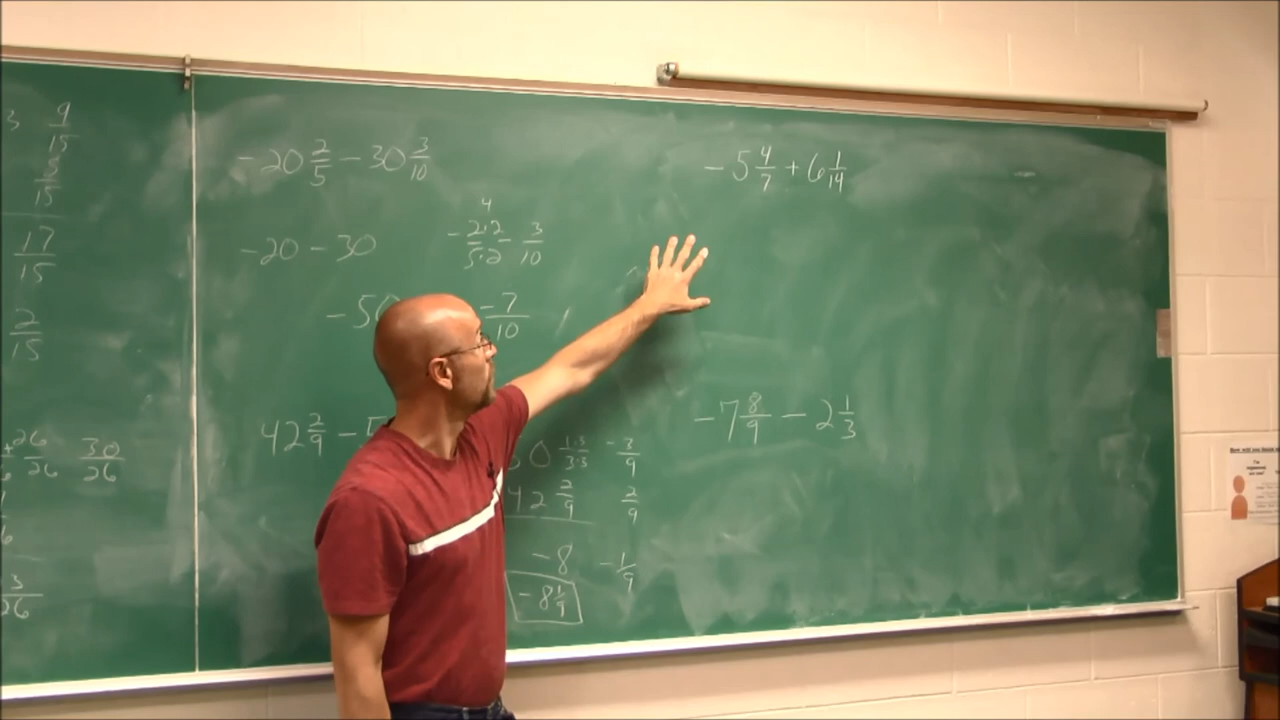 3 9/15
8/15
17/15
2/15
+ 26/26 30/26
3/26
-20 2/5 - 30 3/10
-20 - 30
4
- 2·2/5·2 - 3/10
-50
-7/10
42 2/9 - 5
50 1·3/3·3 - 3/9
42 2/9 2/9
-8 -1/9
-8 1/9
-5 4/7 + 6 1/14
-7 8/9 - 2 1/3